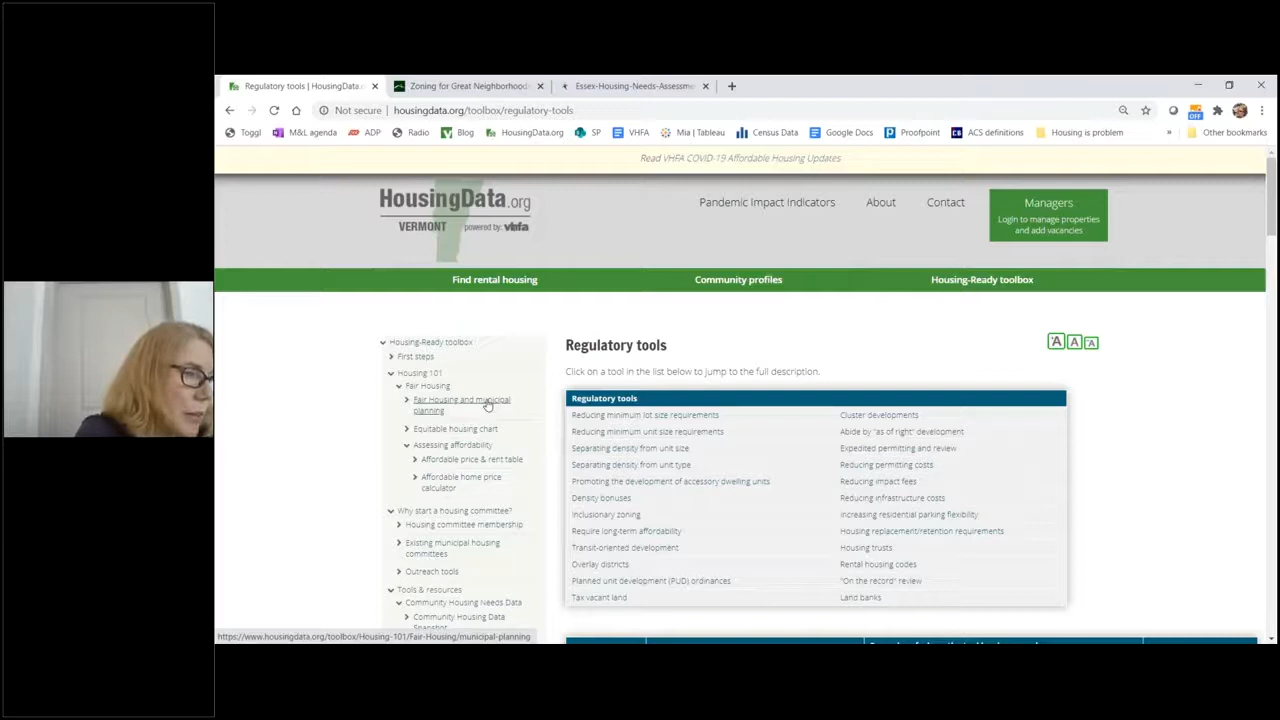 Regulatory tools | HousingData.
Zoning for Great Neighborhood
Essex-Housing-Needs-Assessme
Not secure
housingdata.org/toolbox/regulatory-tools
OFF
Toggl
M&L agenda
ADP
Radio
Blog
HousingData.org
SP
VHFA
Mia | Tableau
Census Data
Google Docs
Proofpoint
ACS definitions
Housing is problem
»
Other bookmarks
Read VHFA COVID-19 Affordable Housing Updates
HousingData.org
VERMONT powered by: vhfa
Pandemic Impact Indicators
About
Contact
Managers
Login to manage properties
and add vacancies
Find rental housing
Community profiles
Housing-Ready toolbox
Housing-Ready toolbox
First steps
Housing 101
Fair Housing
Fair Housing and municipal
planning
Equitable housing chart
Assessing affordability
Affordable price & rent table
Affordable home price
calculator
Why start a housing committee?
Housing committee membership
Existing municipal housing
committees
Outreach tools
Tools & resources
Community Housing Needs Data
Community Housing Data
Snapshot
Regulatory tools
A A A
Click on a tool in the list below to jump to the full description.
Regulatory tools
Reducing minimum lot size requirements
Reducing minimum unit size requirements
Separating density from unit size
Separating density from unit type
Promoting the development of accessory dwelling units
Density bonuses
Inclusionary zoning
Require long-term affordability
Transit-oriented development
Overlay districts
Planned unit development (PUD) ordinances
Tax vacant land
Cluster developments
Abide by "as of right" development
Expedited permitting and review
Reducing permitting costs
Reducing impact fees
Reducing infrastructure costs
Increasing residential parking flexibility
Housing replacement/retention requirements
Housing trusts
Rental housing codes
"On the record" review
Land banks
https://www.housingdata.org/toolbox/Housing-101/Fair-Housing/municipal-planning